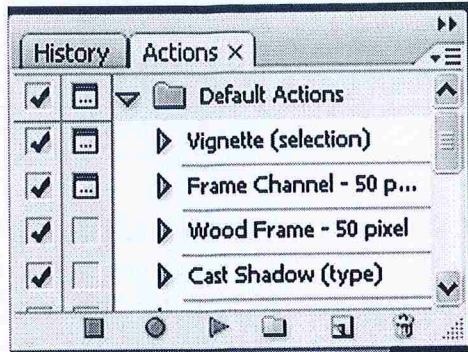 History Actions ×
Default Actions
Vignette (selection)
Frame Channel - 50 p...
Wood Frame - 50 pixel
Cast Shadow (type)